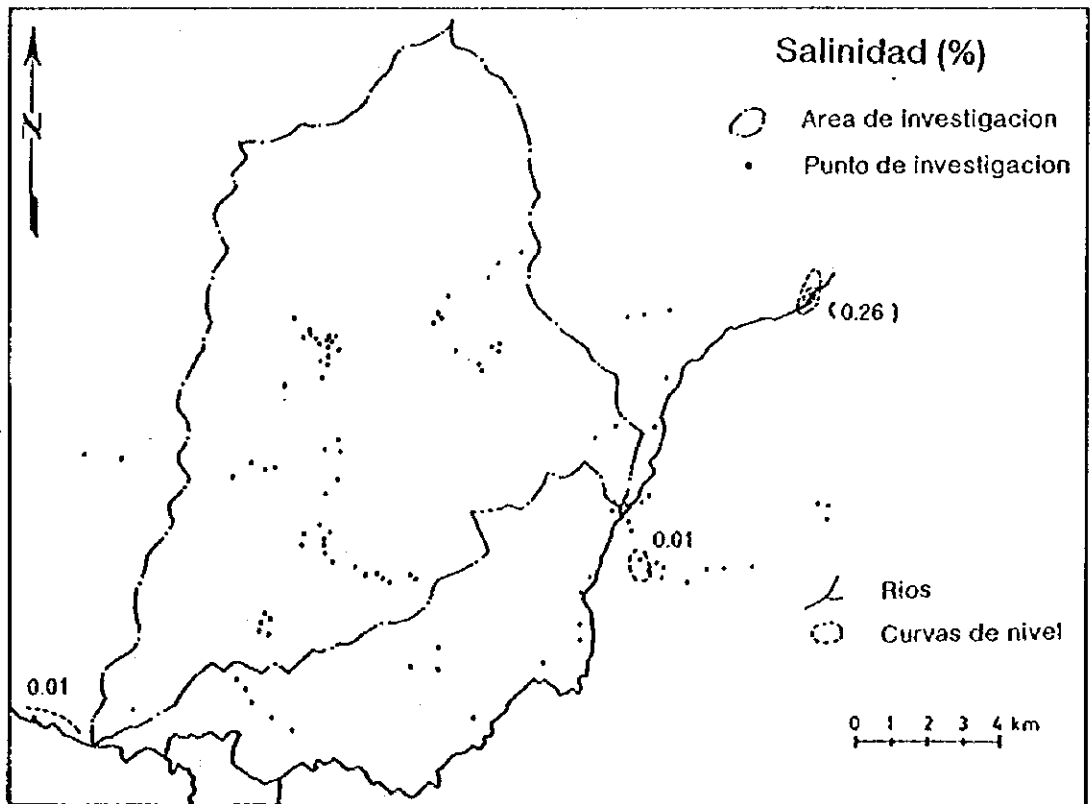 N
Salinidad (%)
Area de investigacion
Punto de investigacion
(0.26)
0.01
Rios
Curvas de nivel
0.01
0 1 2 3 4 km